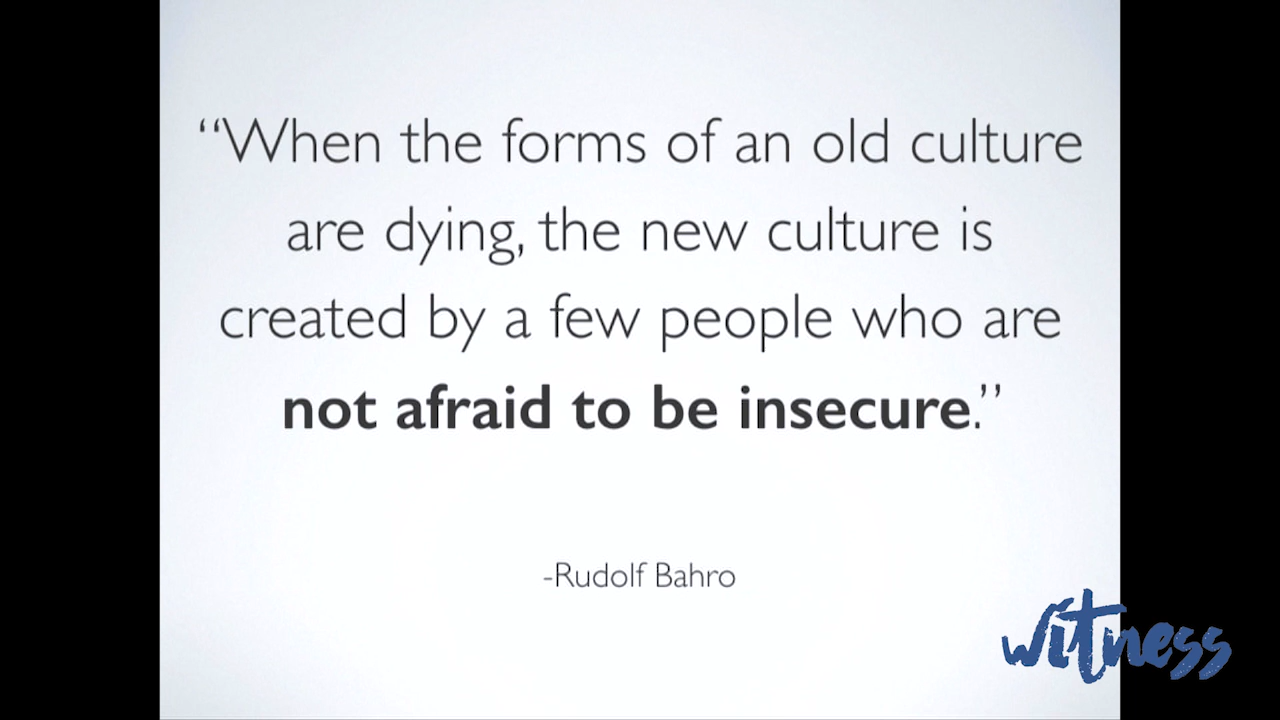 “When the forms of an old culture
are dying, the new culture is
created by a few people who are
not afraid to be insecure.”
-Rudolf Bahro
witness